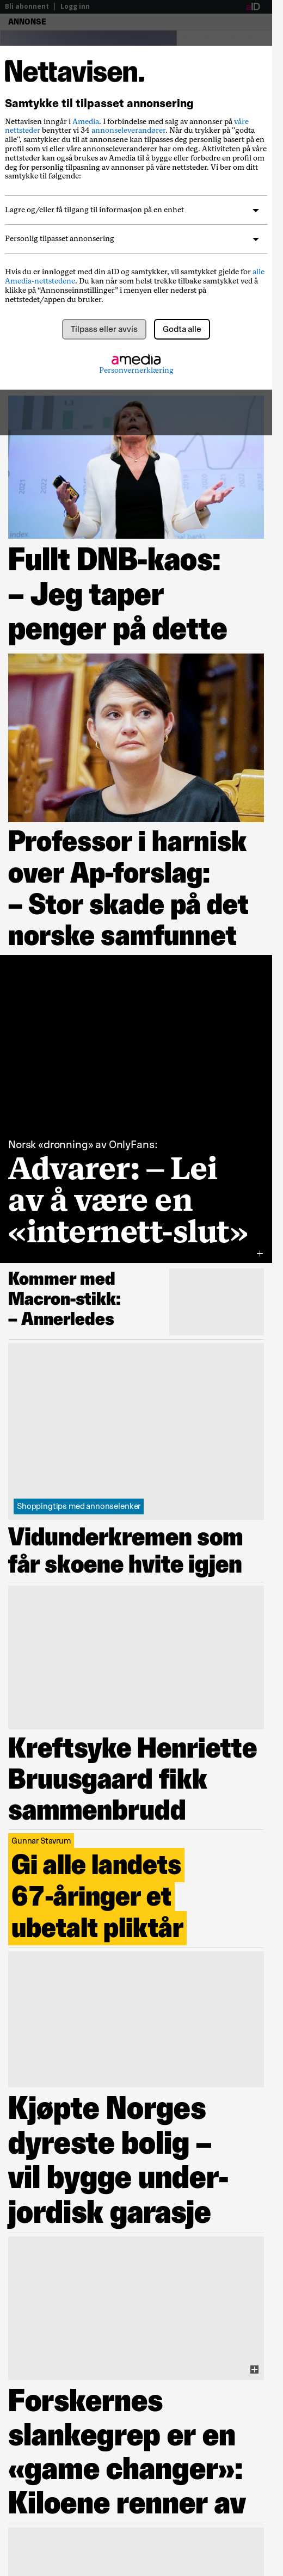 Bli abonnent | Logg inn
aID
ANNONSE
Nettavisen.
Samtykke til tilpasset annonsering
Nettavisen inngår i Amedia. I forbindelse med salg av annonser på våre
nettsteder benytter vi 34 annonseleverandører. Når du trykker på "godta
alle", samtykker du til at annonsene kan tilpasses deg personlig basert på en
profil som vi eller våre annonseleverandører har om deg. Aktiviteten på våre
nettsteder kan også brukes av Amedia til å bygge eller forbedre en profil om
deg for personlig tilpasning av annonser på våre nettsteder. Vi ber om ditt
samtykke til følgende:
Lagre og/eller få tilgang til informasjon på en enhet
Personlig tilpasset annonsering
Hvis du er innlogget med din aID og samtykker, vil samtykket gjelde for alle
Amedia-nettstedene. Du kan når som helst trekke tilbake samtykket ved å
klikke på “Annonseinnstillinger” i menyen eller nederst på
nettstedet/appen du bruker.
Tilpass eller avvis
Godta alle
amedia
Personvernerklæring
1:3
2021
2022
index
Fullt DNB-kaos:
– Jeg taper
penger på dette
Professor i harnisk
over Ap-forslag:
– Stor skade på det
norske samfunnet
Norsk «dronning» av OnlyFans:
Advarer: – Lei
av å være en
«internett-slut»
Kommer med
Macron-stikk:
– Annerledes
Shoppingtips med annonselenker
Vidunderkremen som
får skoene hvite igjen
Kreftsyke Henriette
Bruusgaard fikk
sammenbrudd
Gunnar Stavrum
Gi alle landets
67-åringer et
ubetalt pliktår
Kjøpte Norges
dyreste bolig –
vil bygge under-
jordisk garasje
Forskernes
slankegrep er en
«game changer»:
Kiloene renner av